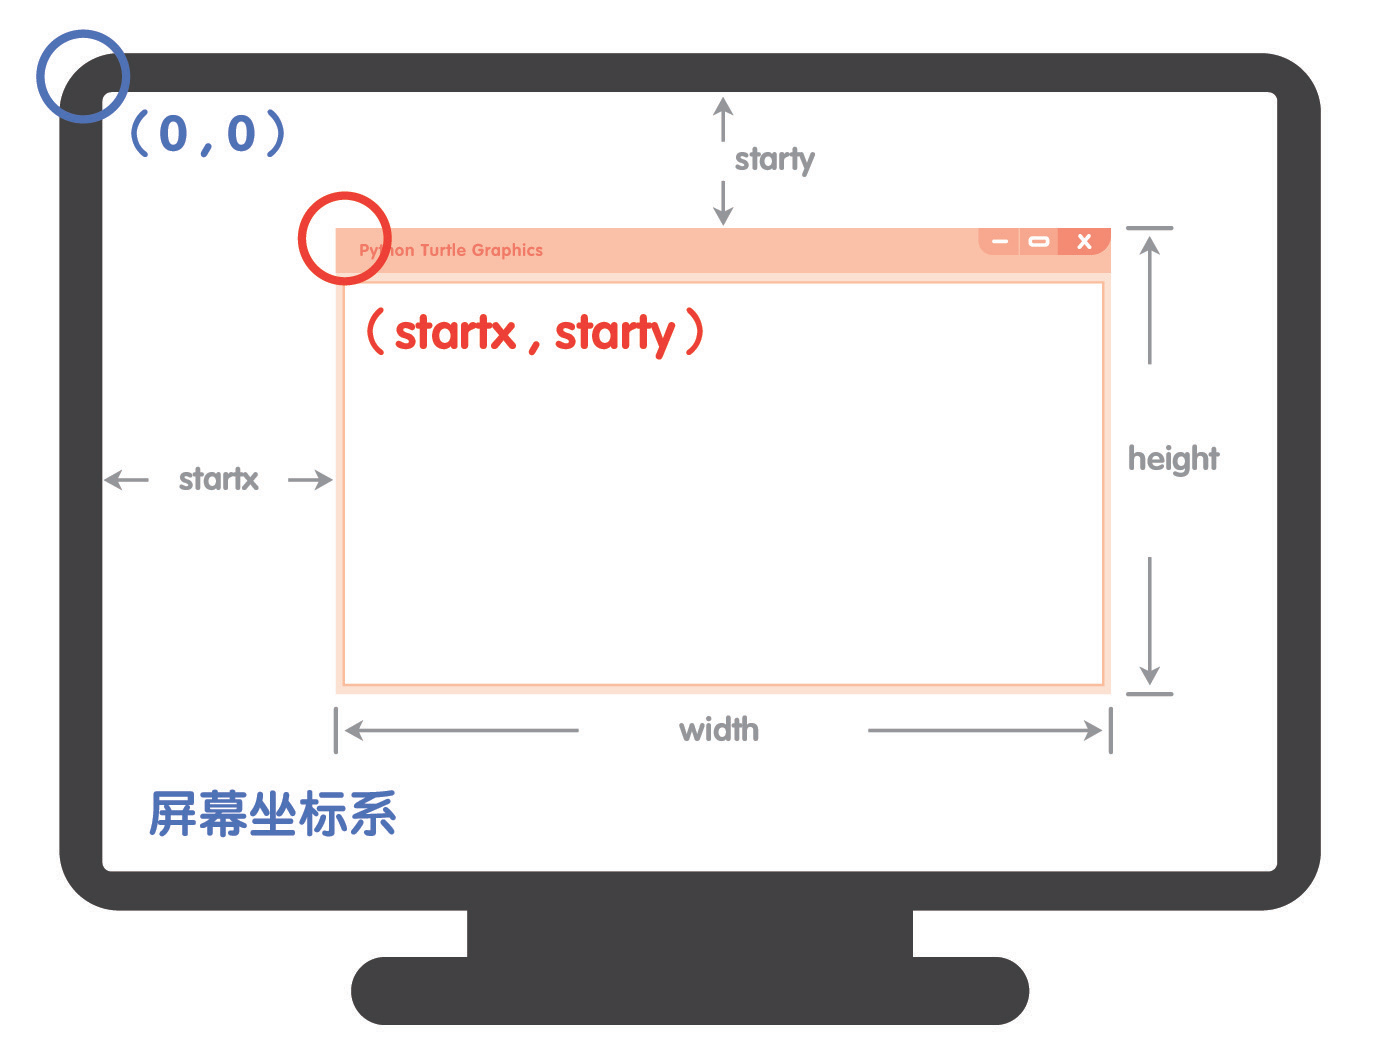 (0,0)
starty
Python Turtle Graphics
(startx,starty)
startx
height
width
屏幕坐标系